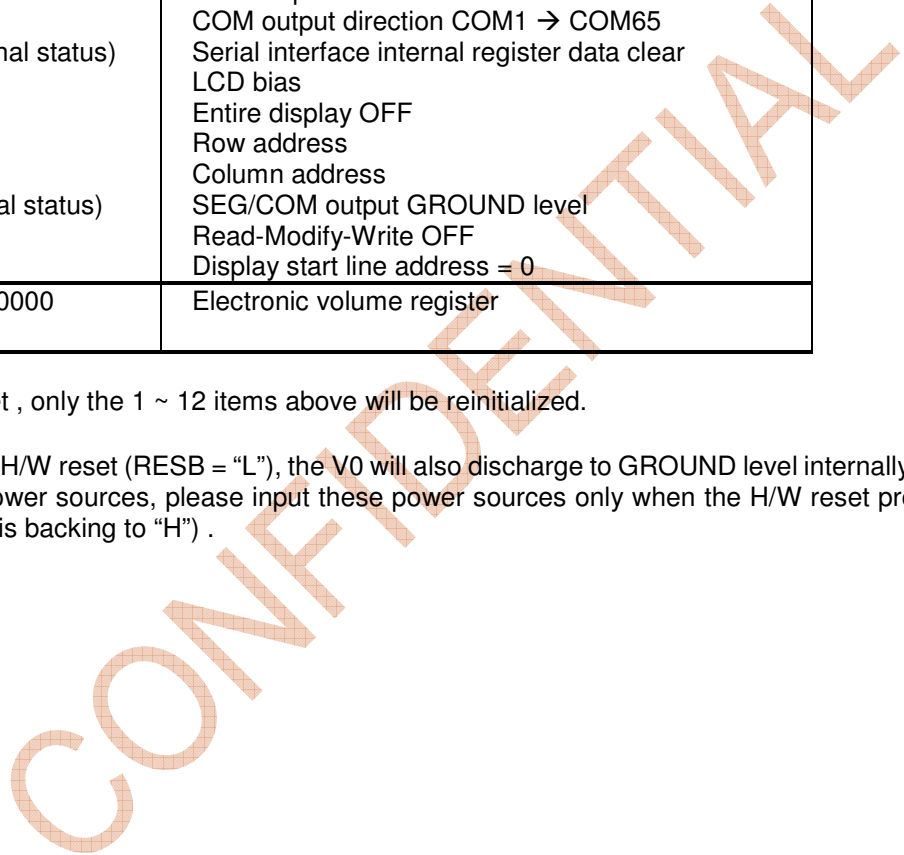 COM output direction COM1 → COM65
nal status) Serial interface internal register data clear
LCD bias
Entire display OFF
Row address
Column address
al status) SEG/COM output GROUND level
Read-Modify-Write OFF
Display start line address = 0
0000 Electronic volume register
t , only the 1 ~ 12 items above will be reinitialized.
H/W reset (RESB = “L”), the V0 will also discharge to GROUND level internally
ower sources, please input these power sources only when the H/W reset pr
is backing to “H”) .
CONFIDENTIAL